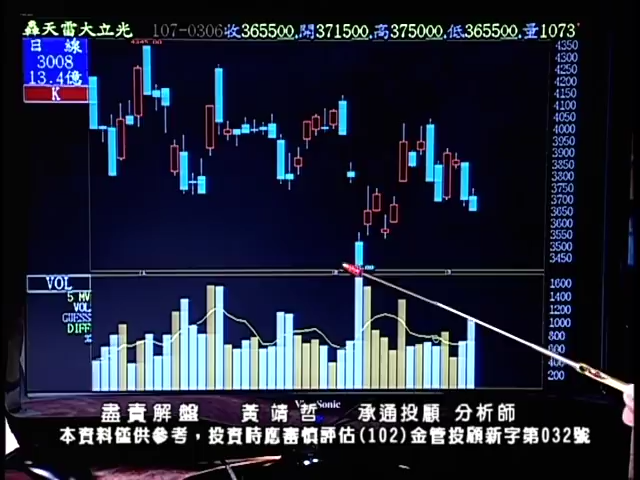 轟天雷大立光 107-0306收365500,開371500,高375000,低365500,量1073
日 線
3008
13.4億
K
4350
4300
4250
4200
4150
4100
4050
4000
3950
3900
3850
3800
3750
3700
3650
3600
3550
3500
3450
VOL
5 MV
VOL
GUESS
DIFF
1600
1400
1200
1000
800
600
400
200
ViewSonic
盡責解盤 黃靖哲 承通投顧 分析師
本資料僅供參考，投資時應審慎評估(102)金管投顧新字第032號